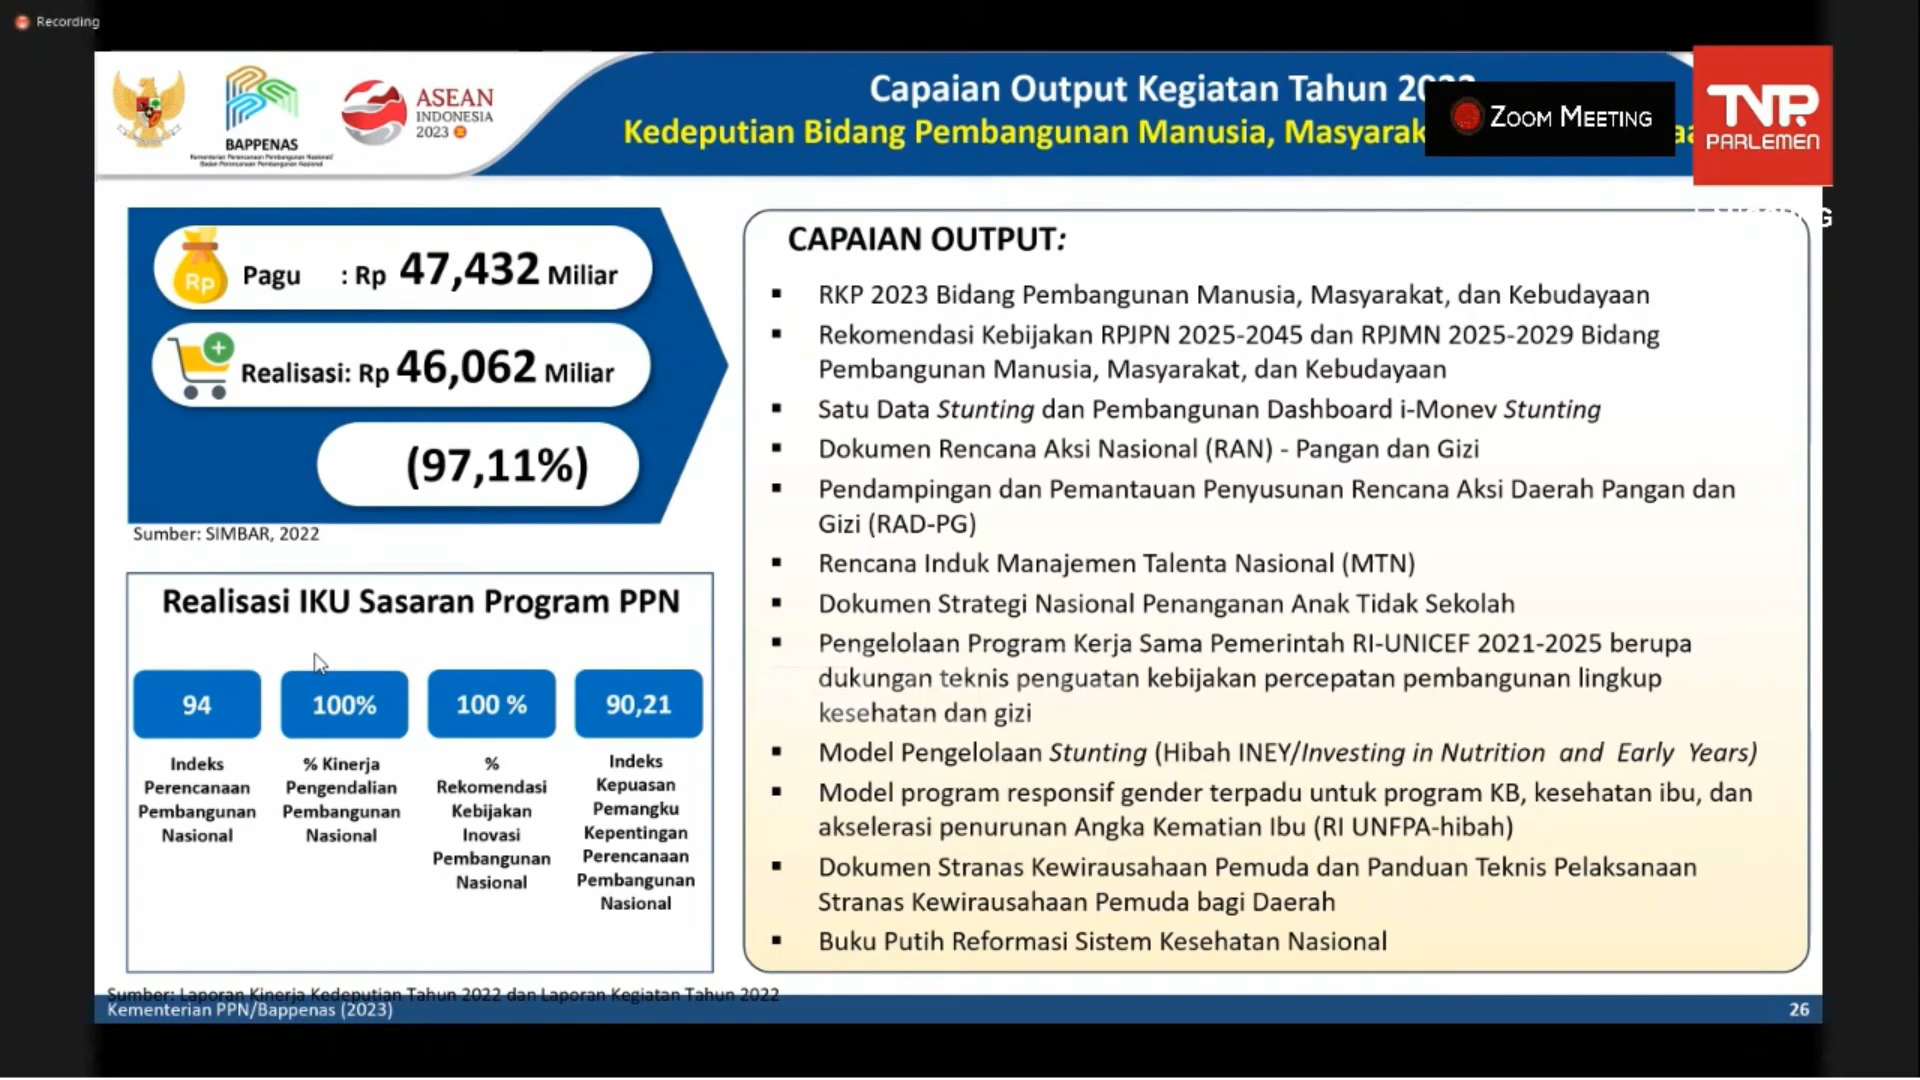 Recording
BAPPENAS
Kementerian Perencanaan Pembangunan Nasional/
Badan Perencanaan Pembangunan Nasional
ASEAN
INDONESIA
2023
Capaian Output Kegiatan Tahun
Kedeputian Bidang Pembangunan Manusia,
ZOOM MEETING
TVP.
PARLEMEN
Rp
Pagu : Rp 47,432 Miliar
Realisasi: Rp 46,062 Miliar
(97,11%)
Sumber: SIMBAR, 2022
Realisasi IKU Sasaran Program PPN
94
Indeks
Perencanaan
Pembangunan
Nasional
100%
% Kinerja
Pengendalian
Pembangunan
Nasional
100 %
%
Rekomendasi
Kebijakan
Inovasi
Pembangunan
Nasional
90,21
Indeks
Kepuasan
Pemangku
Kepentingan
Perencanaan
Pembangunan
Nasional
CAPAIAN OUTPUT:
▪ RKP 2023 Bidang Pembangunan Manusia, Masyarakat, dan Kebudayaan
▪ Rekomendasi Kebijakan RPJPN 2025-2045 dan RPJMN 2025-2029 Bidang
Pembangunan Manusia, Masyarakat, dan Kebudayaan
▪ Satu Data Stunting dan Pembangunan Dashboard i-Monev Stunting
▪ Dokumen Rencana Aksi Nasional (RAN) - Pangan dan Gizi
▪ Pendampingan dan Pemantauan Penyusunan Rencana Aksi Daerah Pangan dan
Gizi (RAD-PG)
▪ Rencana Induk Manajemen Talenta Nasional (MTN)
▪ Dokumen Strategi Nasional Penanganan Anak Tidak Sekolah
▪ Pengelolaan Program Kerja Sama Pemerintah RI-UNICEF 2021-2025 berupa
dukungan teknis penguatan kebijakan percepatan pembangunan lingkup
kesehatan dan gizi
▪ Model Pengelolaan Stunting (Hibah INEY/Investing in Nutrition and Early Years)
▪ Model program responsif gender terpadu untuk program KB, kesehatan ibu, dan
akselerasi penurunan Angka Kematian Ibu (RI UNFPA-hibah)
▪ Dokumen Stranas Kewirausahaan Pemuda dan Panduan Teknis Pelaksanaan
Stranas Kewirausahaan Pemuda bagi Daerah
▪ Buku Putih Reformasi Sistem Kesehatan Nasional
Sumber: Laporan Kinerja Kedeputian Tahun 2022 dan Laporan Kegiatan Tahun 2022
Kementerian PPN/Bappenas (2023)
26